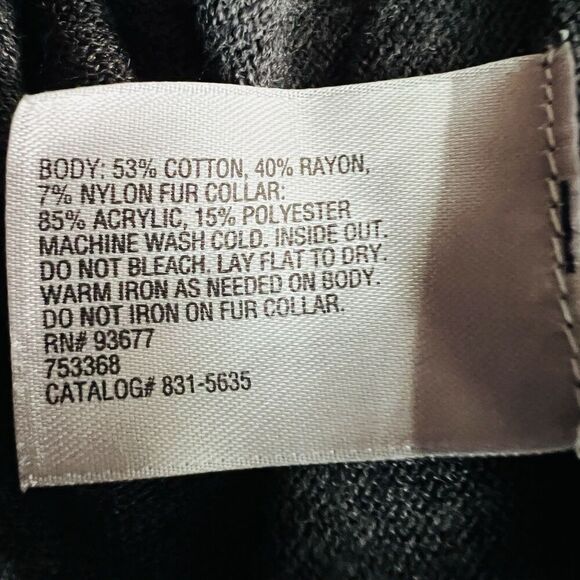 BODY: 53% COTTON, 40% RAYON,
7% NYLON FUR COLLAR:
85% ACRYLIC, 15% POLYESTER
MACHINE WASH COLD. INSIDE OUT.
DO NOT BLEACH. LAY FLAT TO DRY.
WARM IRON AS NEEDED ON BODY.
DO NOT IRON ON FUR COLLAR.
RN# 93677
753368
CATALOG# 831-5635